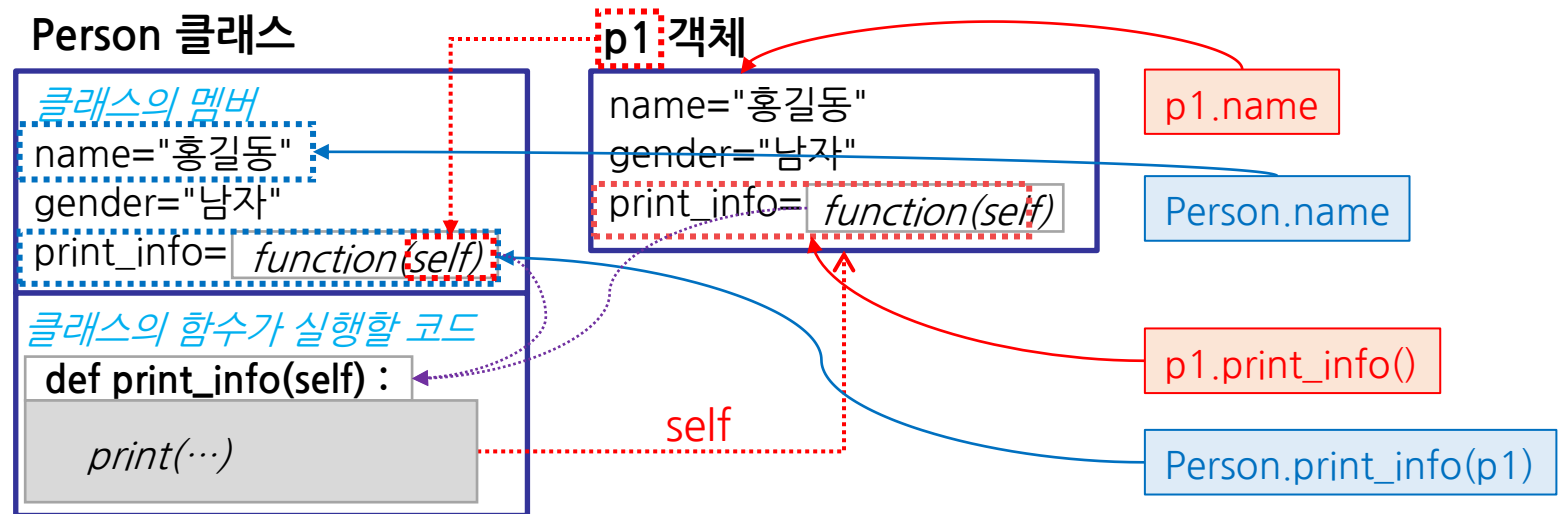 Person 클래스
클래스의 멤버
name="홍길동"
gender="남자"
print_info= function(self)
클래스의 함수가 실행할 코드
def print_info(self) :
print(…)
p1 객체
name="홍길동"
gender="남자"
print_info= function(self)
self
p1.name
Person.name
p1.print_info()
Person.print_info(p1)